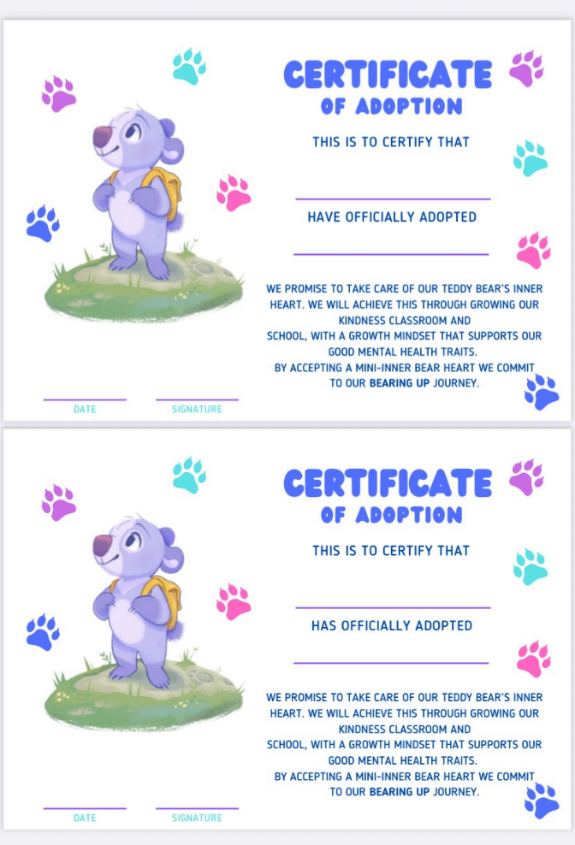 CERTIFICATE
OF ADOPTION
THIS IS TO CERTIFY THAT
HAVE OFFICIALLY ADOPTED
WE PROMISE TO TAKE CARE OF OUR TEDDY BEAR'S INNER
HEART. WE WILL ACHIEVE THIS THROUGH GROWING OUR
KINDNESS CLASSROOM AND
SCHOOL, WITH A GROWTH MINDSET THAT SUPPORTS OUR
GOOD MENTAL HEALTH TRAITS.
BY ACCEPTING A MINI-INNER BEAR HEART WE COMMIT
TO OUR BEARING UP JOURNEY.
DATE SIGNATURE
CERTIFICATE
OF ADOPTION
THIS IS TO CERTIFY THAT
HAS OFFICIALLY ADOPTED
WE PROMISE TO TAKE CARE OF OUR TEDDY BEAR'S INNER
HEART. WE WILL ACHIEVE THIS THROUGH GROWING OUR
KINDNESS CLASSROOM AND
SCHOOL, WITH A GROWTH MINDSET THAT SUPPORTS OUR
GOOD MENTAL HEALTH TRAITS.
BY ACCEPTING A MINI-INNER BEAR HEART WE COMMIT
TO OUR BEARING UP JOURNEY.
DATE SIGNATURE